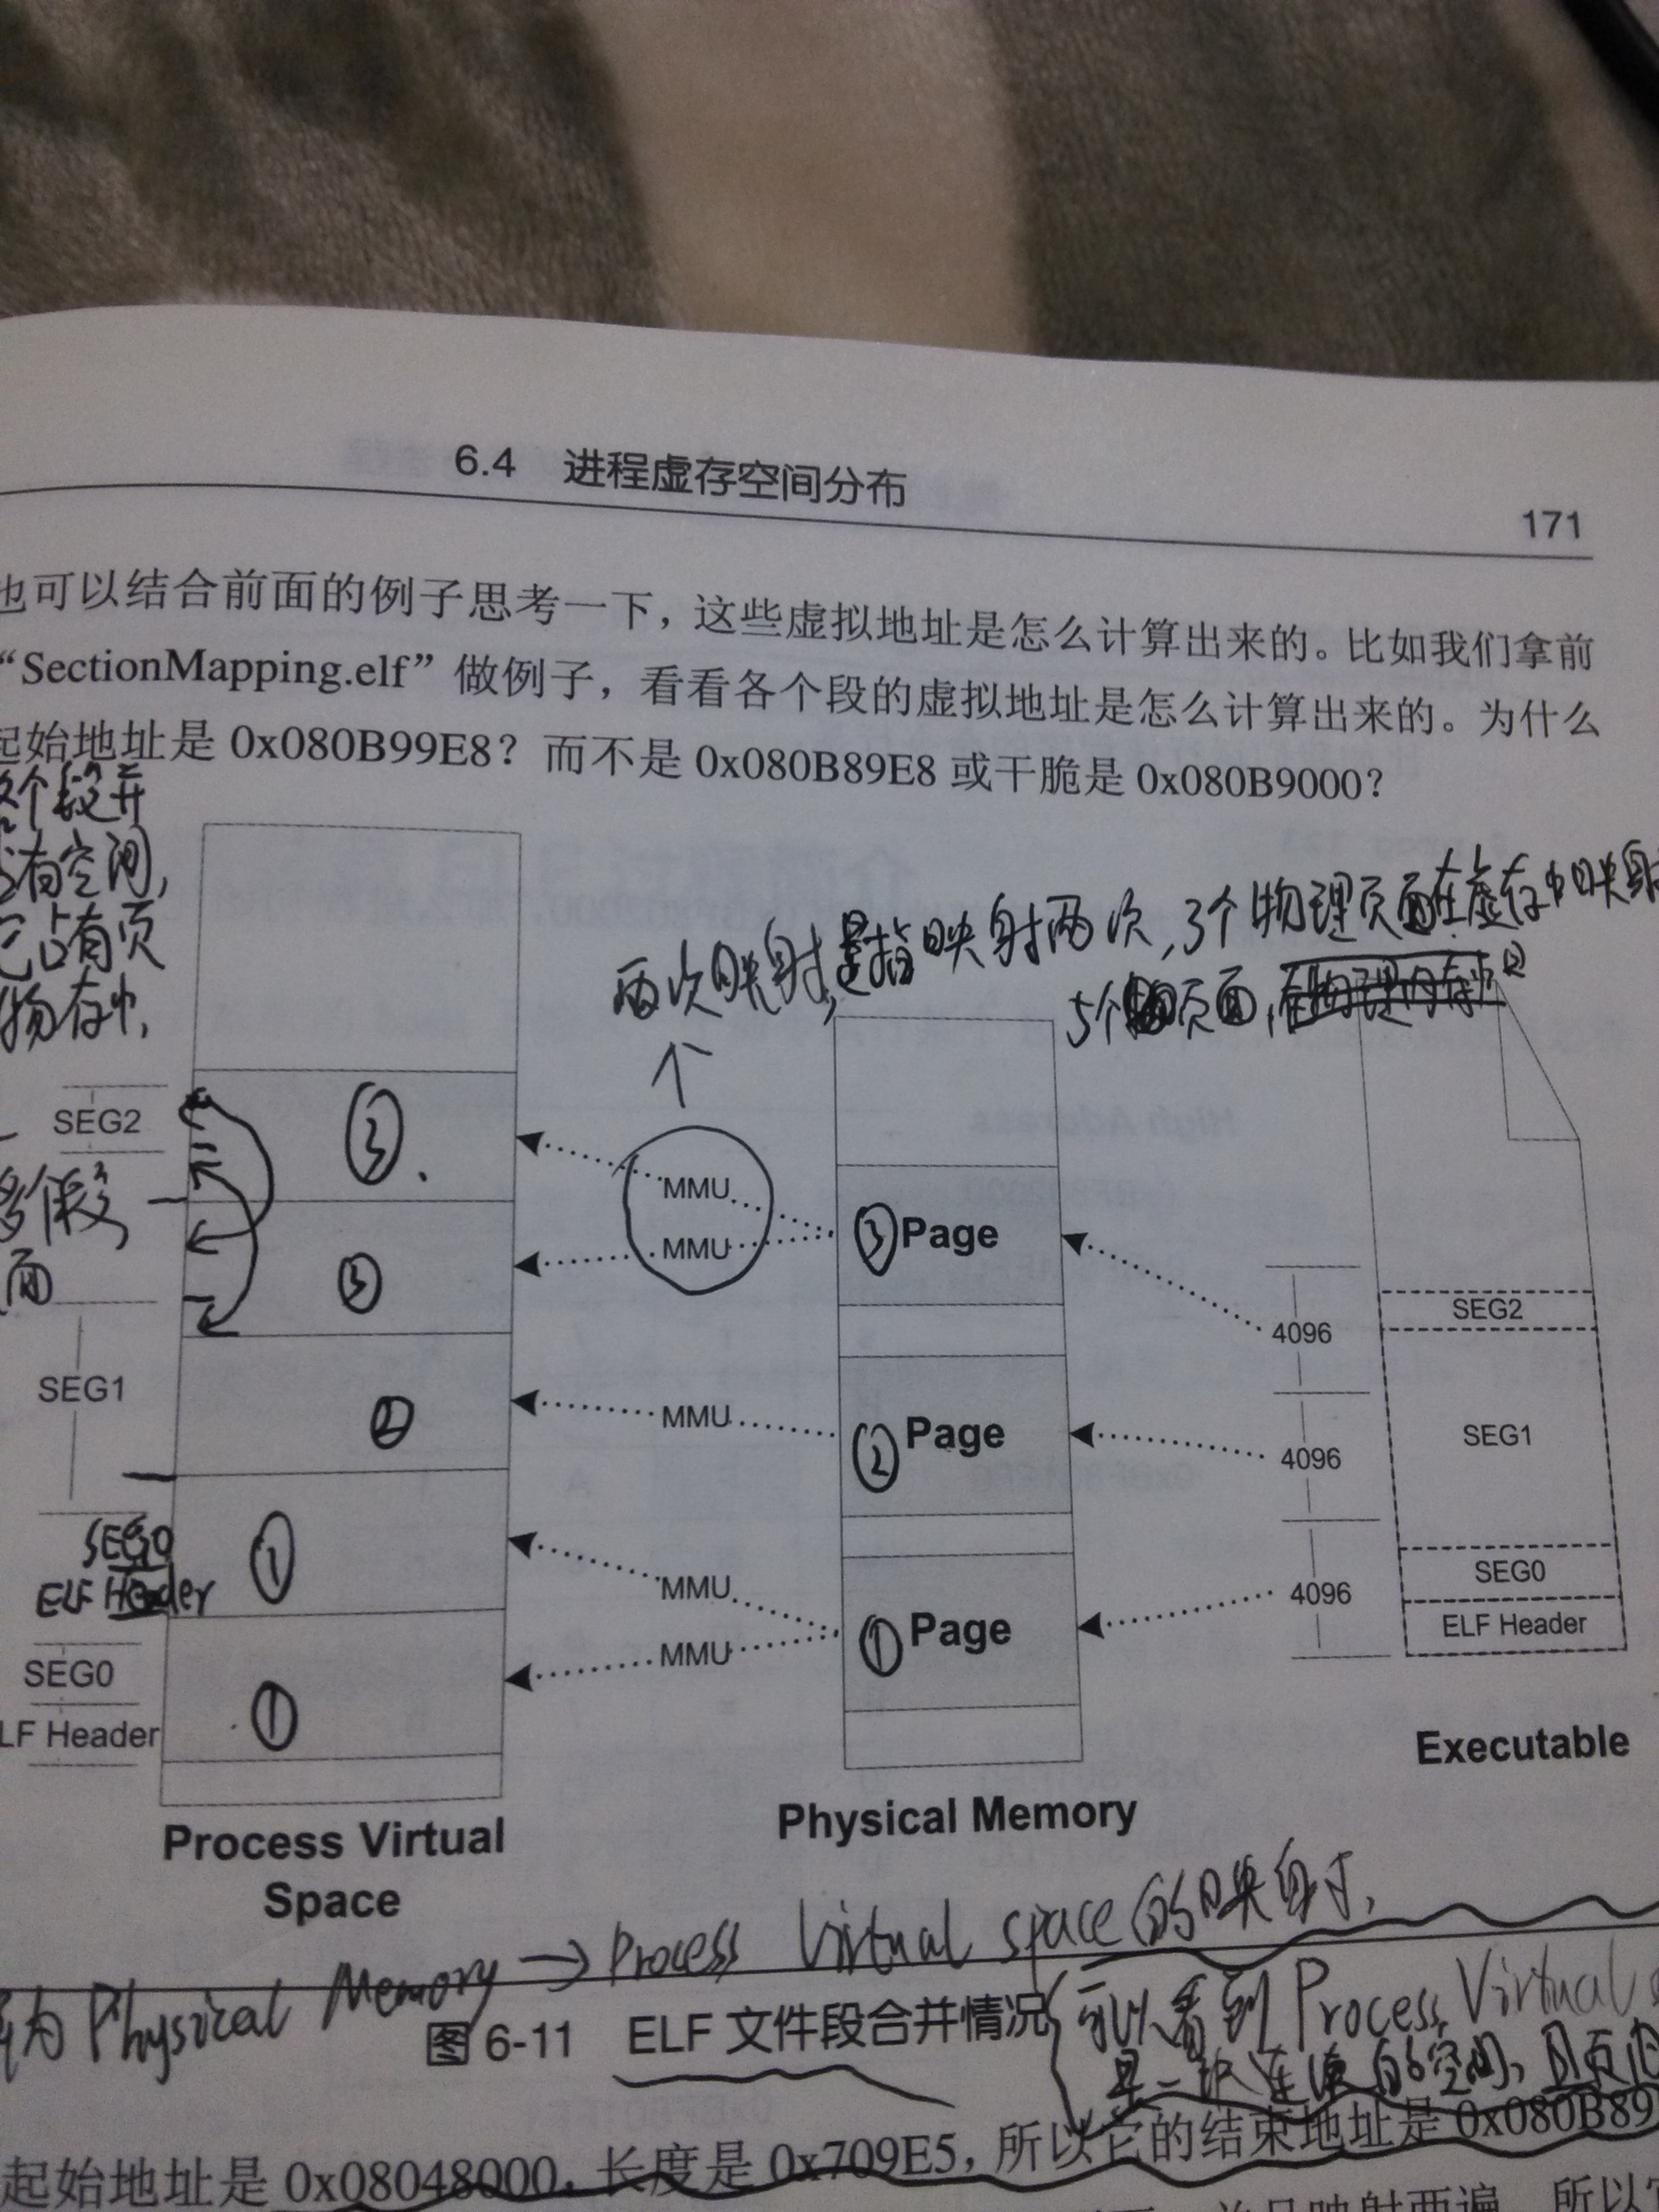 6.4 进程虚存空间分布
171
也可以结合前面的例子思考一下，这些虚拟地址是怎么计算出来的。比如我们拿前
“SectionMapping.elf”做例子，看看各个段的虚拟地址是怎么计算出来的。为什么
起始地址是 0x080B99E8？而不是 0x080B89E8 或干脆是 0x080B9000？
各个段并
有空间,
占有页
物存中,
两次映射,是指映射两次,3个物理页面在虚存中映射
5个页面,
SEG2
多个段
面
SEG1
SEG0
ELF Header
SEG0
LF Header
③
③
②
①
①
MMU
MMU
MMU
MMU
MMU
③ Page
② Page
① Page
4096
4096
4096
SEG2
SEG1
SEG0
ELF Header
Executable
Physical Memory
Process Virtual
Space
为 Physical Memory → Process Virtual space 的映射,
图 6-11 ELF 文件段合并情况
可以看到 Process Virtual
是一块连续的空间,且页
起始地址是 0x08048000，长度是 0x709E5，所以它的结束地址是 0x080B89